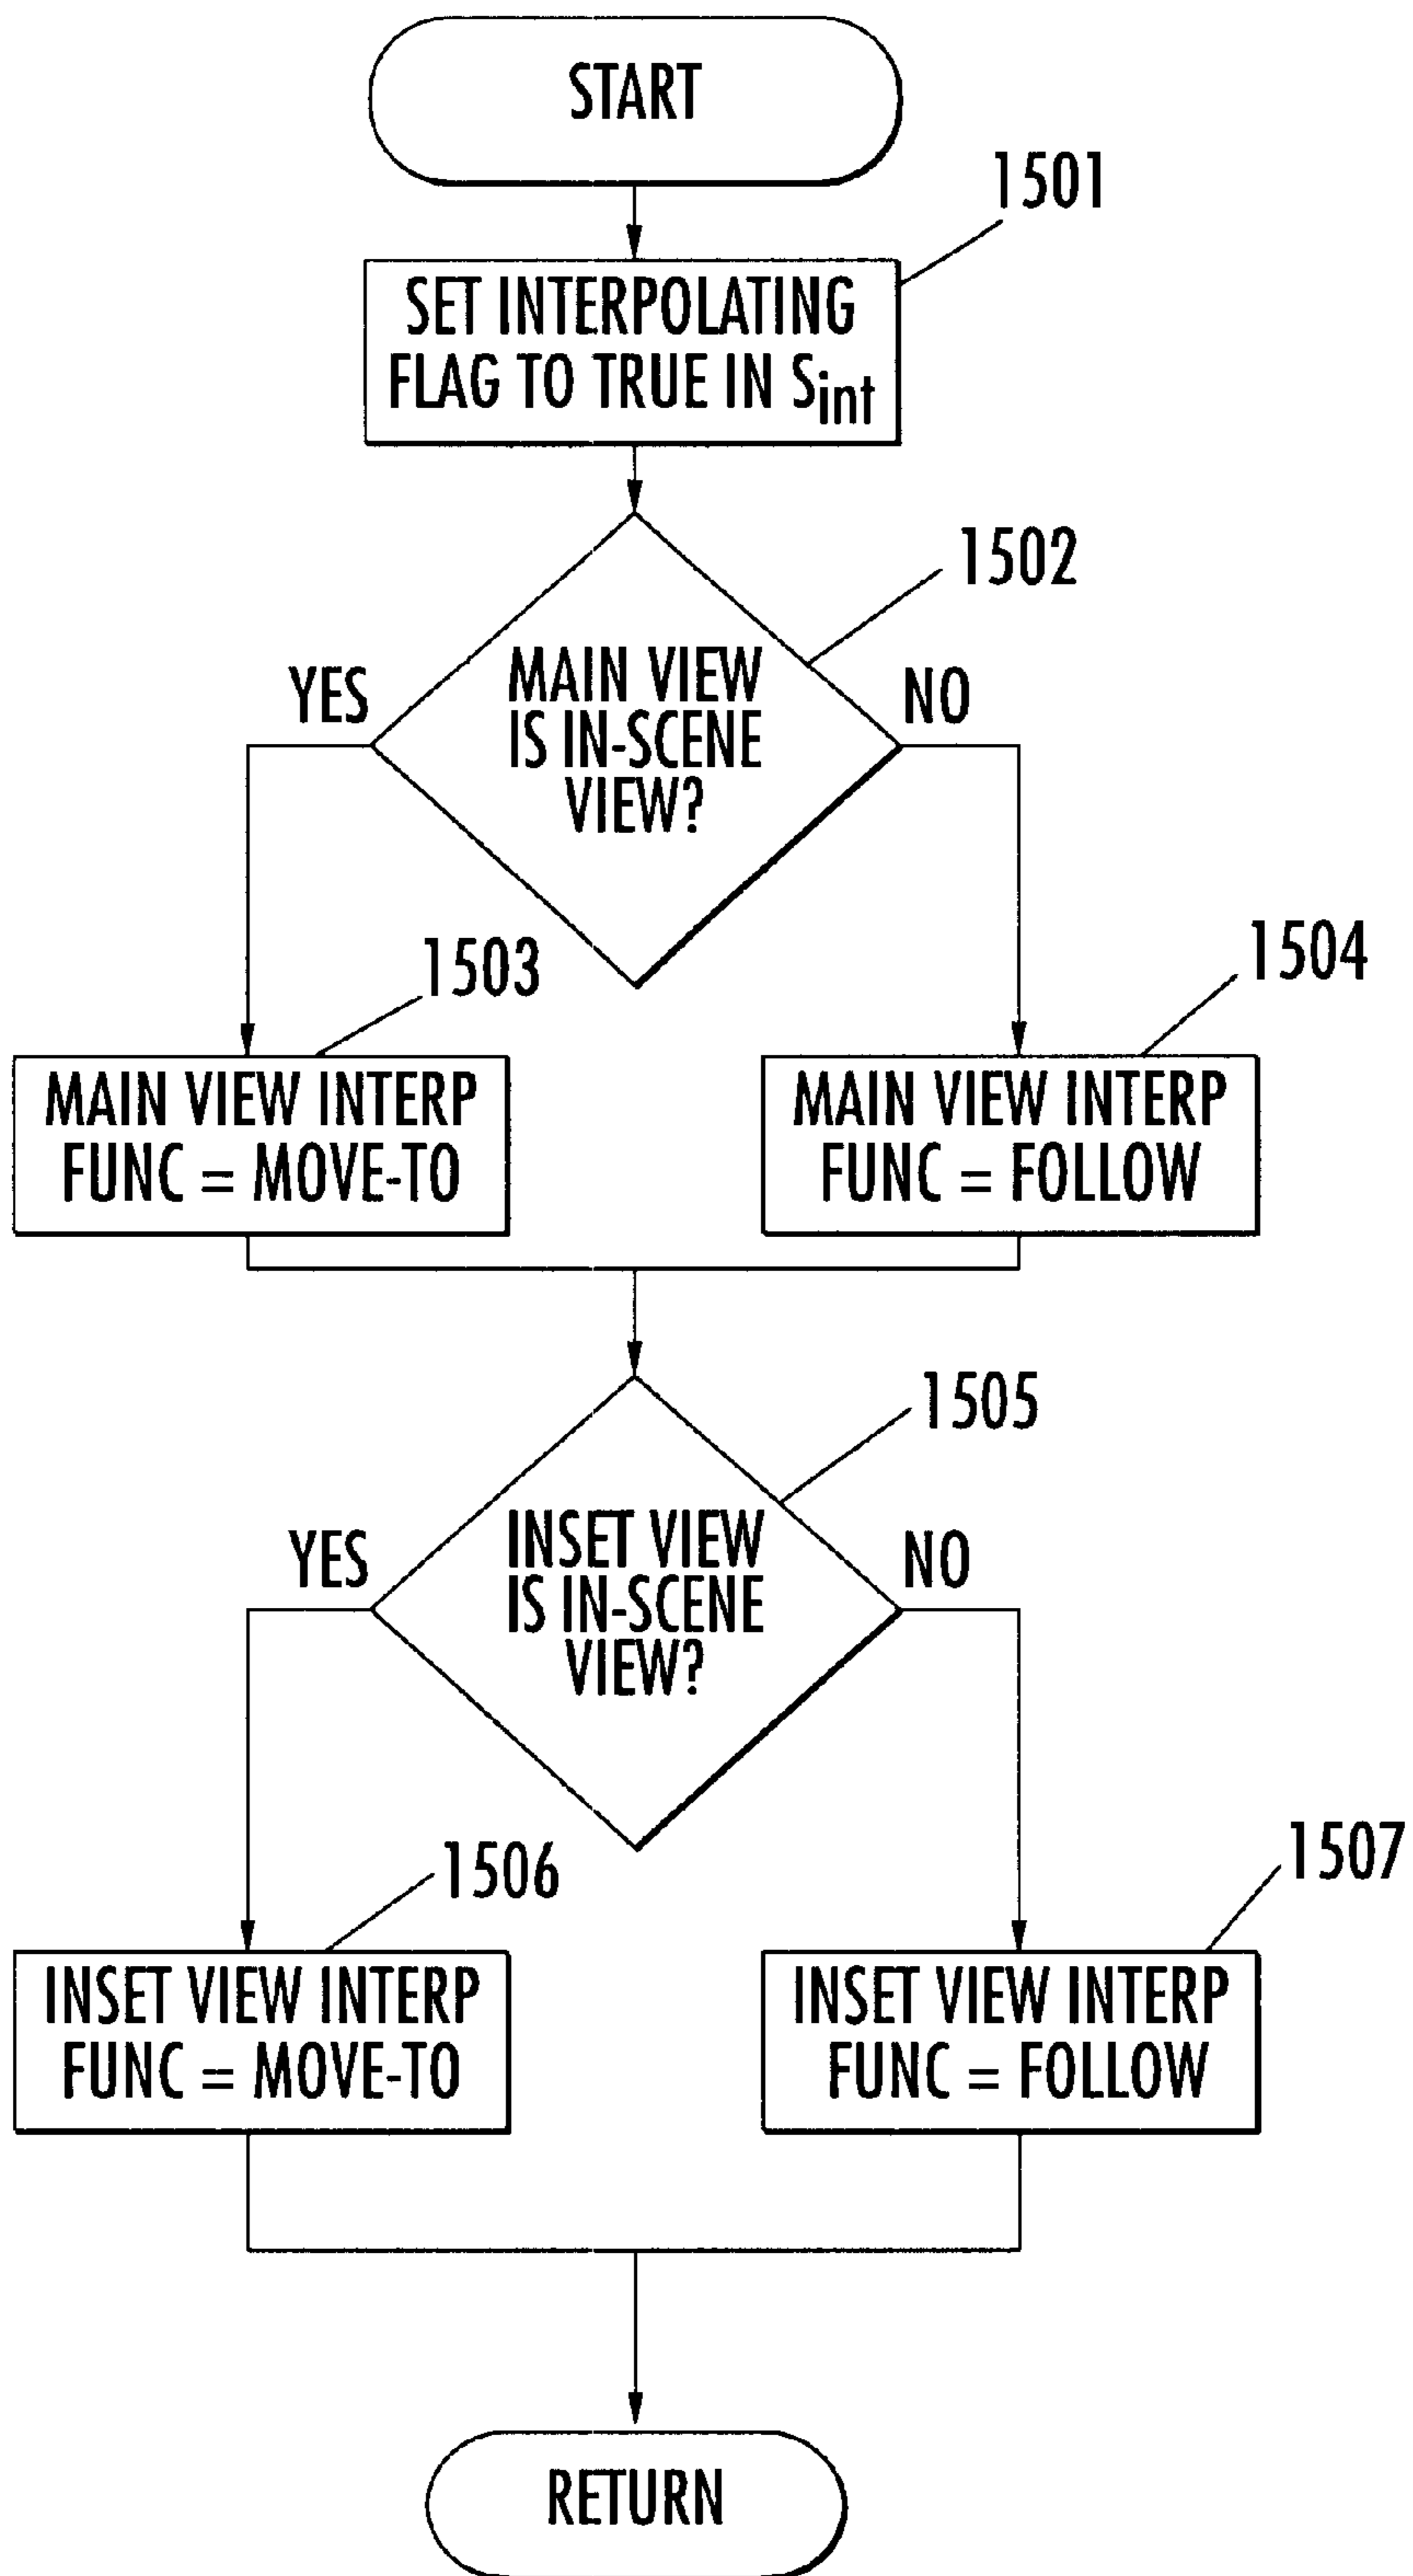 START
1501
SET INTERPOLATING
FLAG TO TRUE IN Sint
1502
YES
MAIN VIEW
IS IN-SCENE
VIEW?
NO
1503
1504
MAIN VIEW INTERP
FUNC = MOVE-TO
MAIN VIEW INTERP
FUNC = FOLLOW
1505
YES
INSET VIEW
IS IN-SCENE
VIEW?
NO
1506
1507
INSET VIEW INTERP
FUNC = MOVE-TO
INSET VIEW INTERP
FUNC = FOLLOW
RETURN